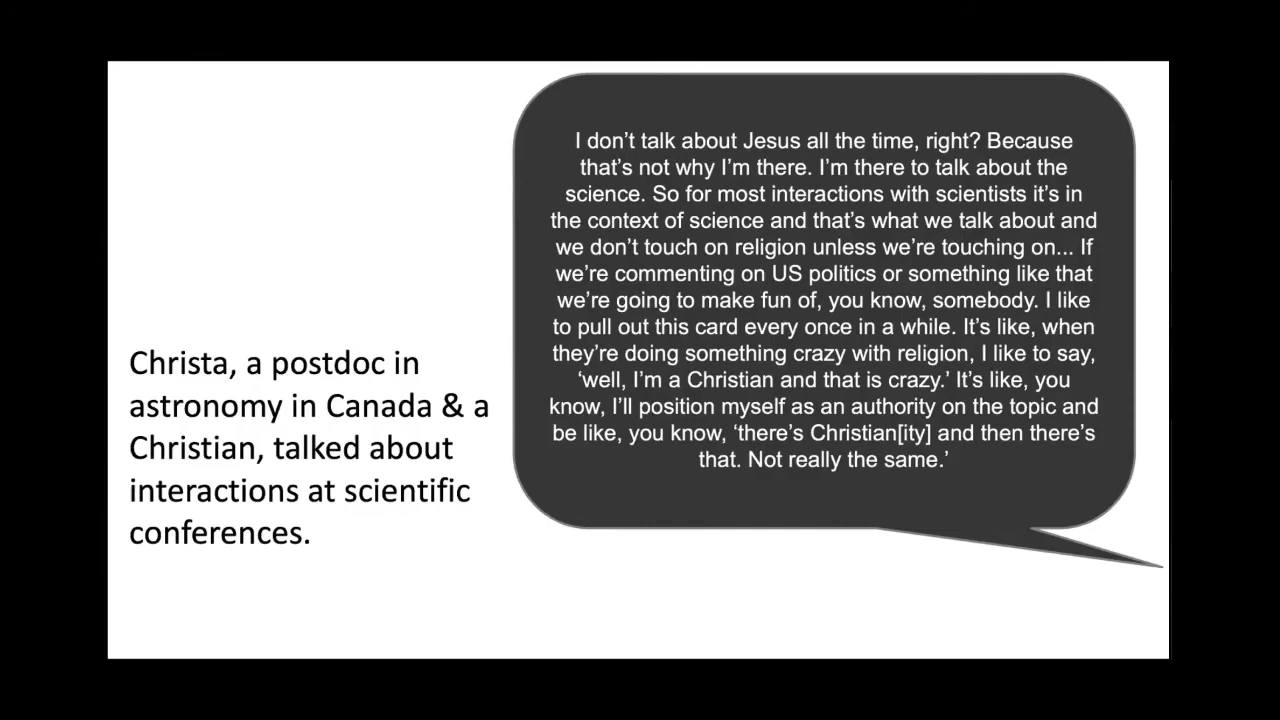 I don’t talk about Jesus all the time, right? Because
that’s not why I’m there. I’m there to talk about the
science. So for most interactions with scientists it’s in
the context of science and that’s what we talk about and
we don’t touch on religion unless we’re touching on... If
we’re commenting on US politics or something like that
we’re going to make fun of, you know, somebody. I like
to pull out this card every once in a while. It’s like, when
they’re doing something crazy with religion, I like to say,
‘well, I’m a Christian and that is crazy.’ It’s like, you
know, I’ll position myself as an authority on the topic and
be like, you know, ‘there’s Christian[ity] and then there’s
that. Not really the same.’
Christa, a postdoc in
astronomy in Canada & a
Christian, talked about
interactions at scientific
conferences.